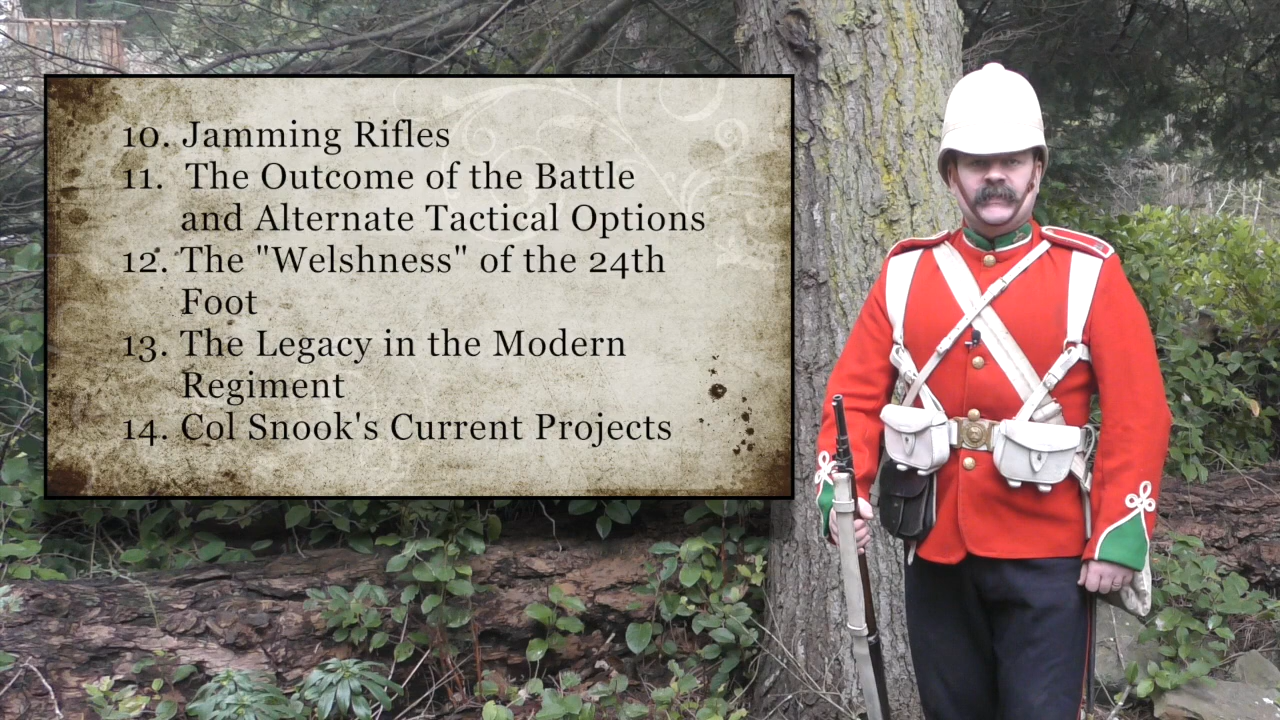 10. Jamming Rifles
11. The Outcome of the Battle
and Alternate Tactical Options
12. The "Welshness" of the 24th
Foot
13. The Legacy in the Modern
Regiment
14. Col Snook's Current Projects